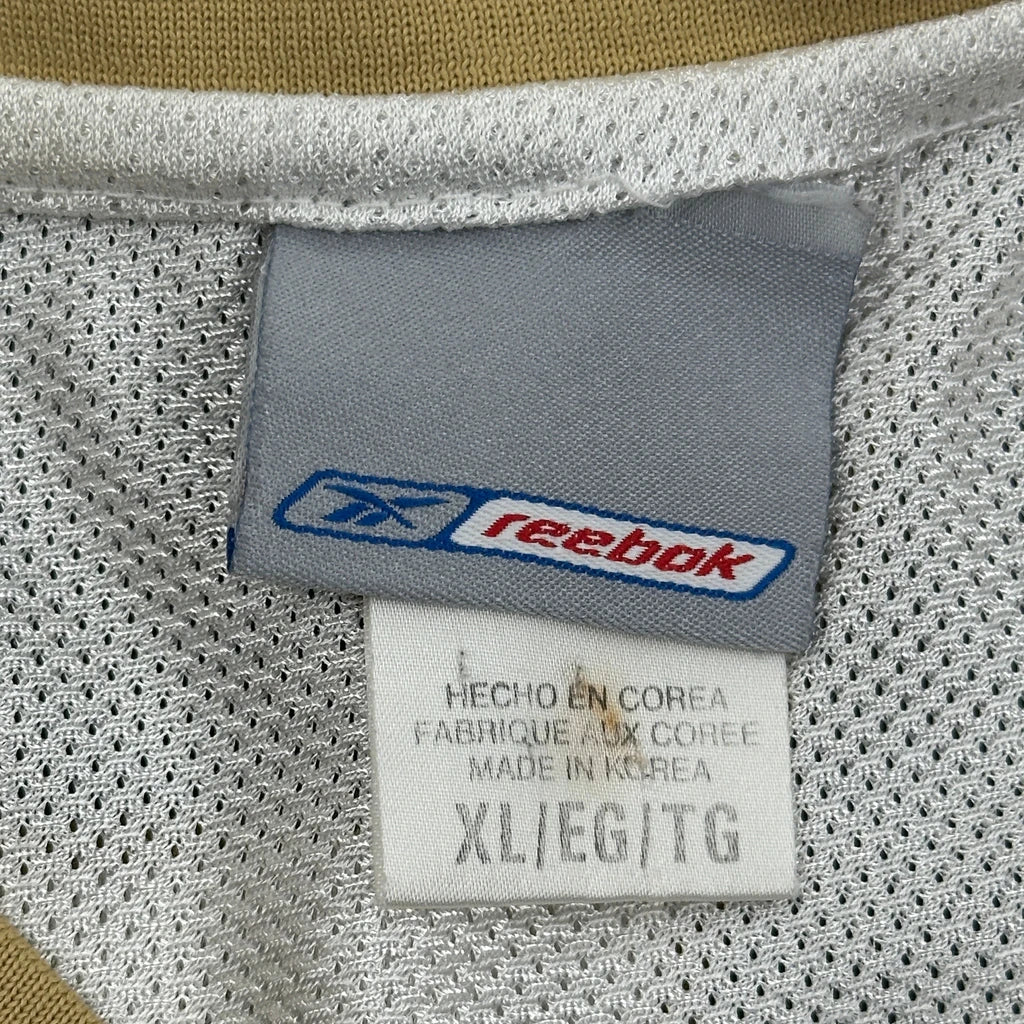 reebok
HECHO EN COREA
FABRIQUE AUX COREE
MADE IN KOREA
XL/EG/TG